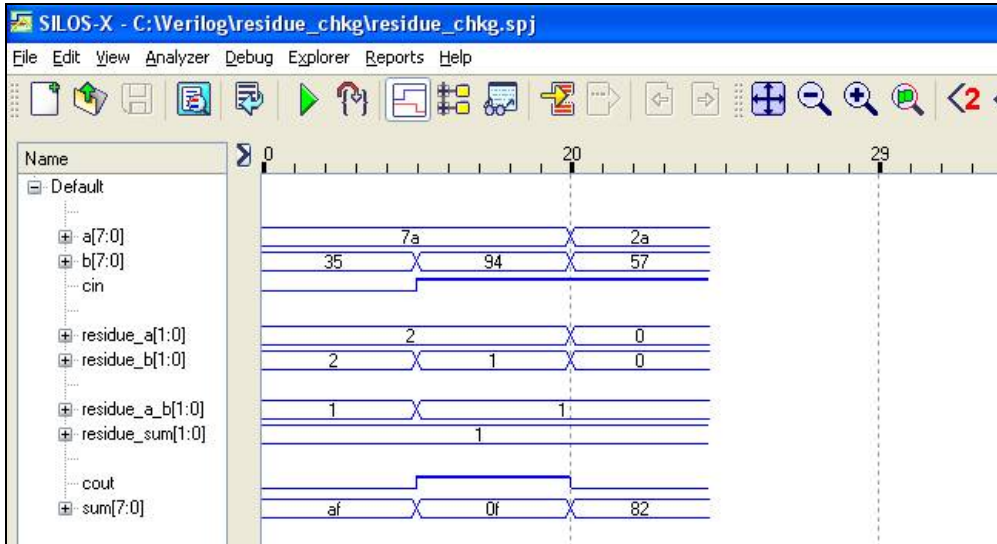 SILOS-X - C:\Verilog\residue_chkg\residue_chkg.spj
File Edit View Analyzer Debug Explorer Reports Help
2
Name 0 20 29
Default
a[7:0] 7a 2a
b[7:0] 35 94 57
cin
residue_a[1:0] 2 0
residue_b[1:0] 2 1 0
residue_a_b[1:0] 1 1
residue_sum[1:0] 1
cout
sum[7:0] af 0f 82